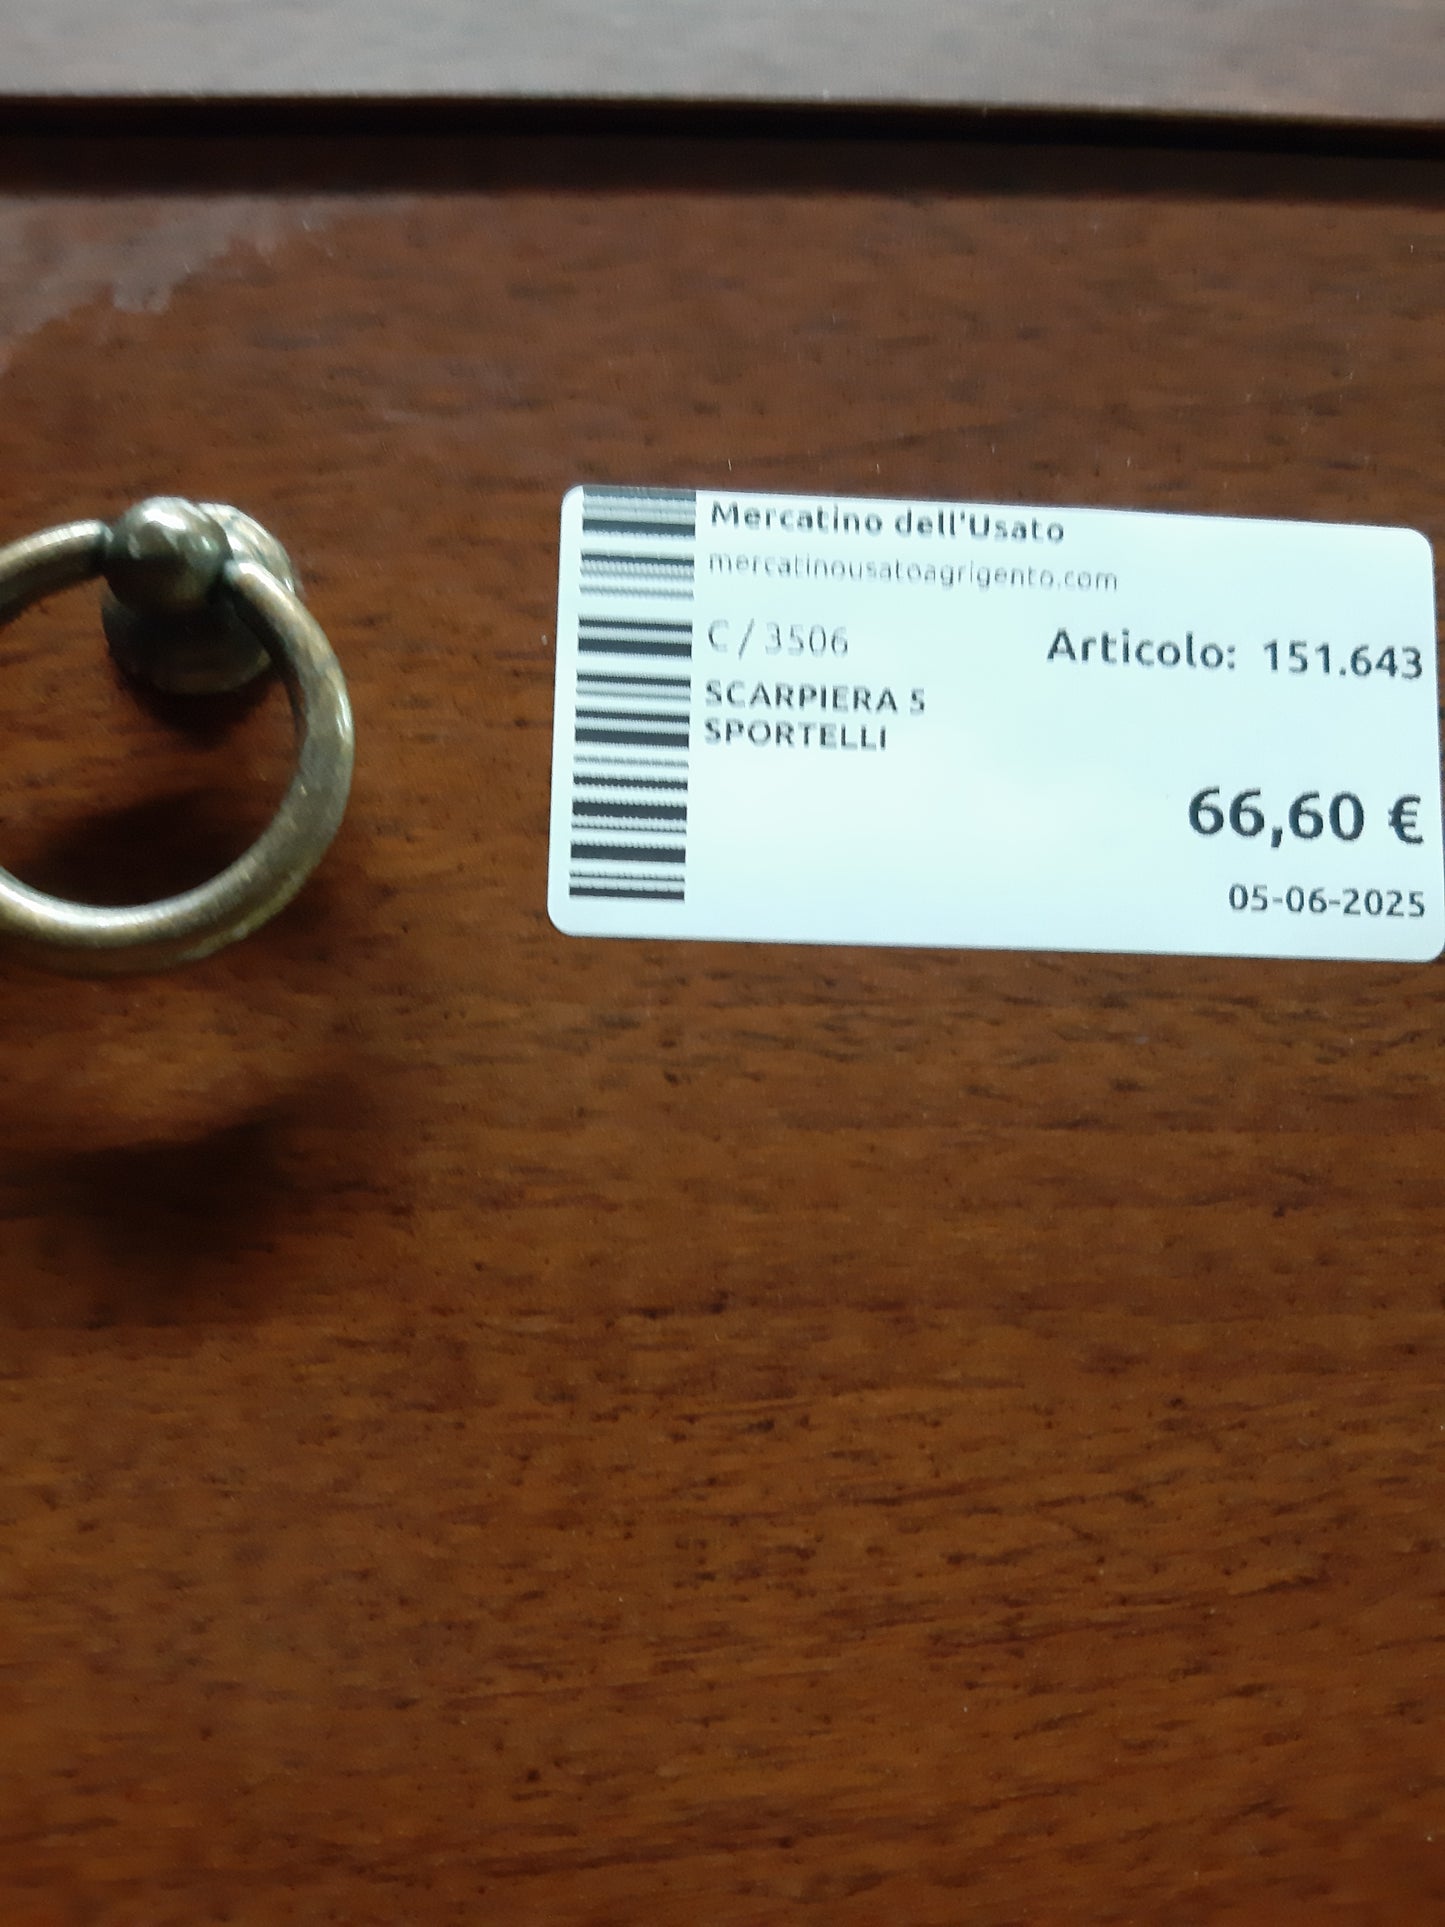 Mercatino dell'Usato
mercatinousatoagrigento.com
C/3506 Articolo: 151.643
SCARPIERA 5
SPORTELLI
66,60 €
05-06-2025